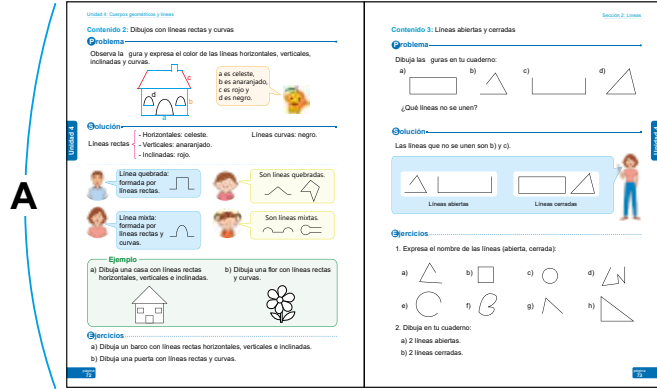 A
Unidad 4: Cuerpos geométricos y líneas
Contenido 2: Dibujos con líneas rectas y curvas
Problema
Observa la gura y expresa el color de las líneas horizontales, verticales,
inclinadas y curvas.
a es celeste,
b es anaranjado,
c es rojo y
d es negro.
c
d
b
a
Solución
Líneas rectas
- Horizontales: celeste.
- Verticales: anaranjado.
- Inclinadas: rojo.
Líneas curvas: negro.
Línea quebrada:
formada por
líneas rectas.
Son líneas quebradas.
Línea mixta:
formada por
líneas rectas y
curvas.
Son líneas mixtas.
Ejemplo
a) Dibuja una casa con líneas rectas
horizontales, verticales e inclinadas.
b) Dibuja una flor con líneas rectas
y curvas.
Ejercicios
a) Dibuja un barco con líneas rectas horizontales, verticales e inclinadas.
b) Dibuja una puerta con líneas rectas y curvas.
Unidad 4
página
72
Sección 2: Líneas
Contenido 3: Líneas abiertas y cerradas
Problema
Dibuja las guras en tu cuaderno:
a) b) c) d)
¿Qué líneas no se unen?
Solución
Las líneas que no se unen son b) y c).
Líneas abiertas
Líneas cerradas
Ejercicios
1. Expresa el nombre de las líneas (abierta, cerrada):
a) b) c) d)
e) f) g) h)
2. Dibuja en tu cuaderno:
a) 2 líneas abiertas.
b) 2 líneas cerradas.
Unidad 4
página
73